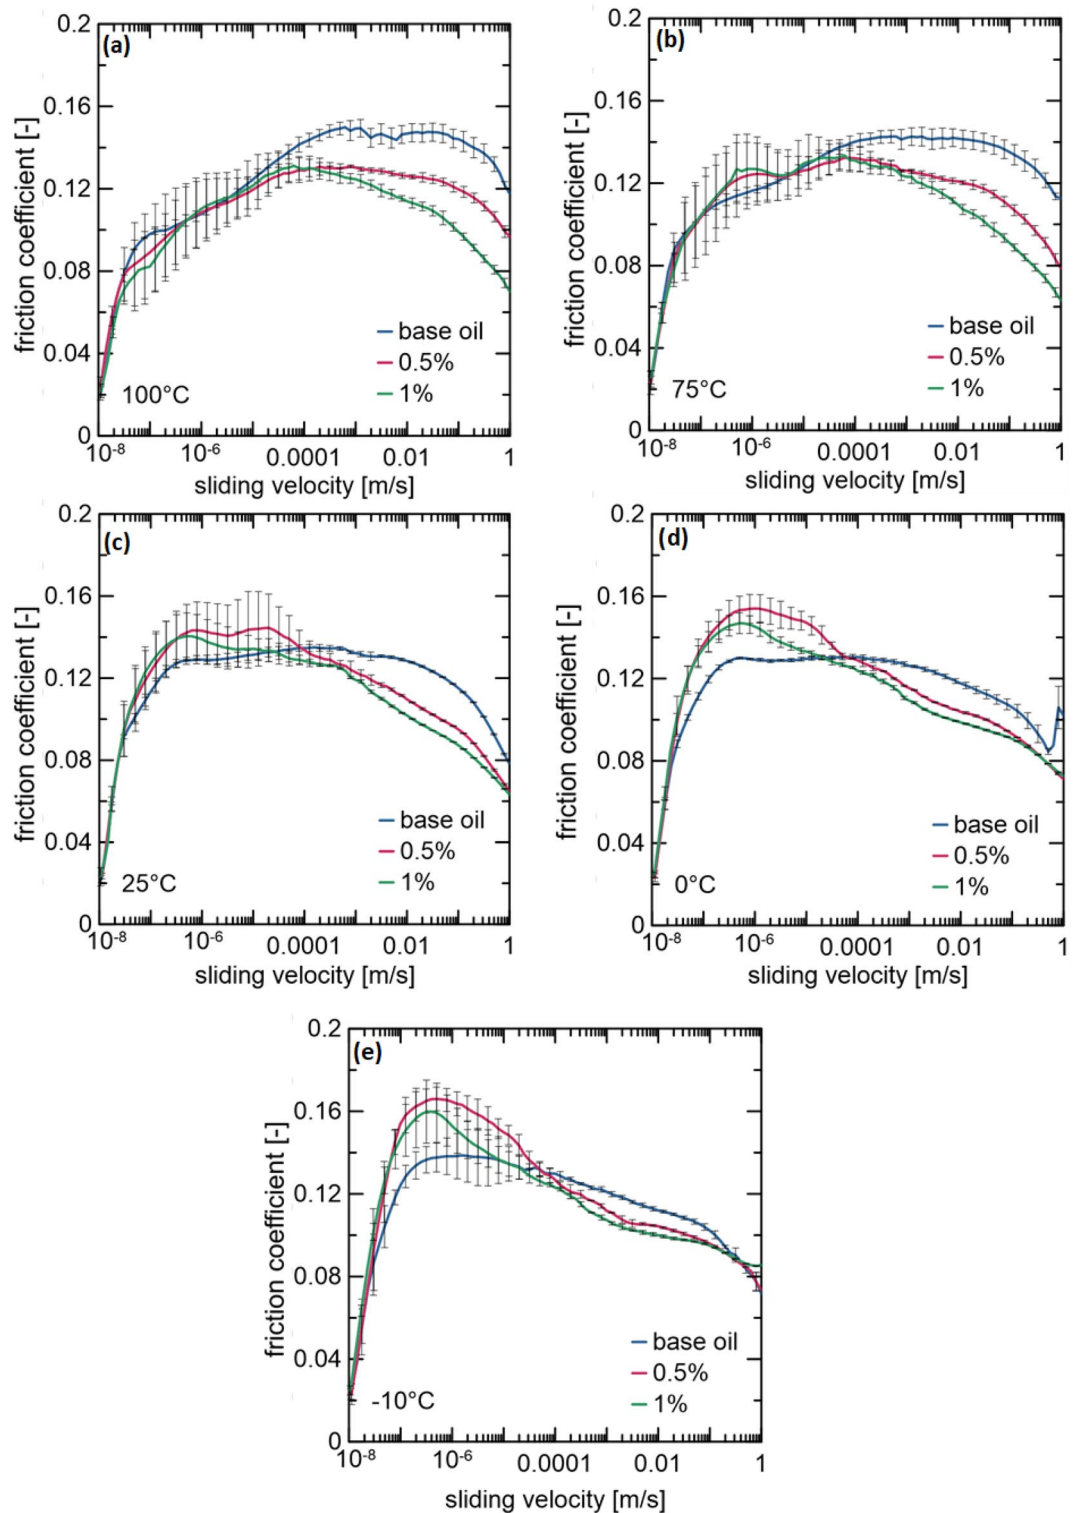 (a)
friction coefficient [-]
0.2
0.16
0.12
0.08
0.04
0
base oil
0.5%
1%
100°C
10-8
10-6
0.0001
0.01
1
sliding velocity [m/s]
(b)
friction coefficient [-]
0.2
0.16
0.12
0.08
0.04
0
base oil
0.5%
1%
75°C
10-8
10-6
0.0001
0.01
1
sliding velocity [m/s]
(c)
friction coefficient [-]
0.2
0.16
0.12
0.08
0.04
0
base oil
0.5%
1%
25°C
10-8
10-6
0.0001
0.01
1
sliding velocity [m/s]
(d)
friction coefficient [-]
0.2
0.16
0.12
0.08
0.04
0
base oil
0.5%
1%
0°C
10-8
10-6
0.0001
0.01
1
sliding velocity [m/s]
(e)
friction coefficient [-]
0.2
0.16
0.12
0.08
0.04
0
base oil
0.5%
1%
-10°C
10-8
10-6
0.0001
0.01
1
sliding velocity [m/s]